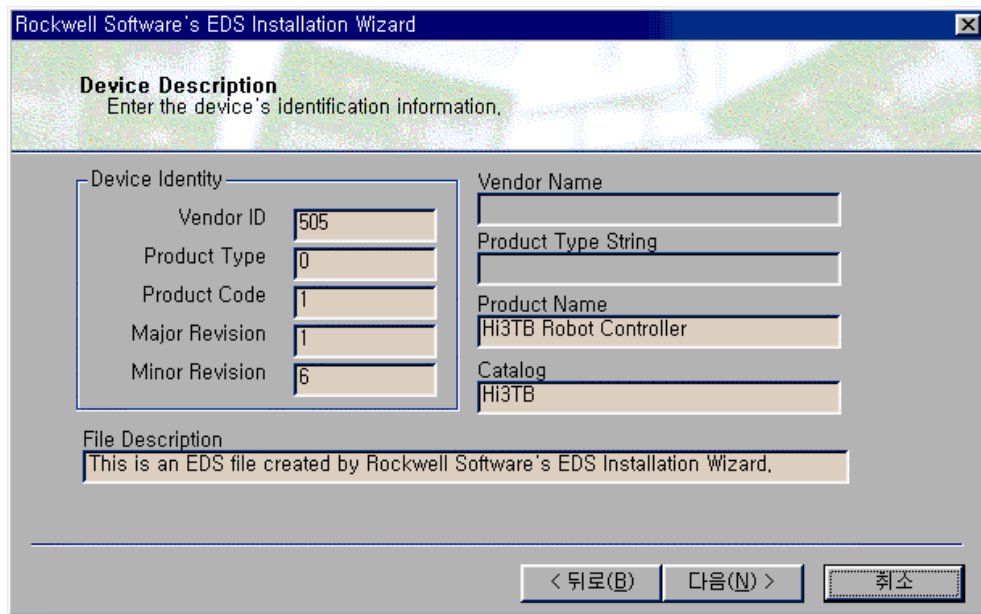 Rockwell Software's EDS Installation Wizard
Device Description
Enter the device's identification information,
Device Identity
Vendor ID 505
Product Type 0
Product Code 1
Major Revision 1
Minor Revision 6
Vendor Name
Product Type String
Product Name
Hi3TB Robot Controller
Catalog
Hi3TB
File Description
This is an EDS file created by Rockwell Software's EDS Installation Wizard,
< 뒤로(B) 다음(N) > 취소